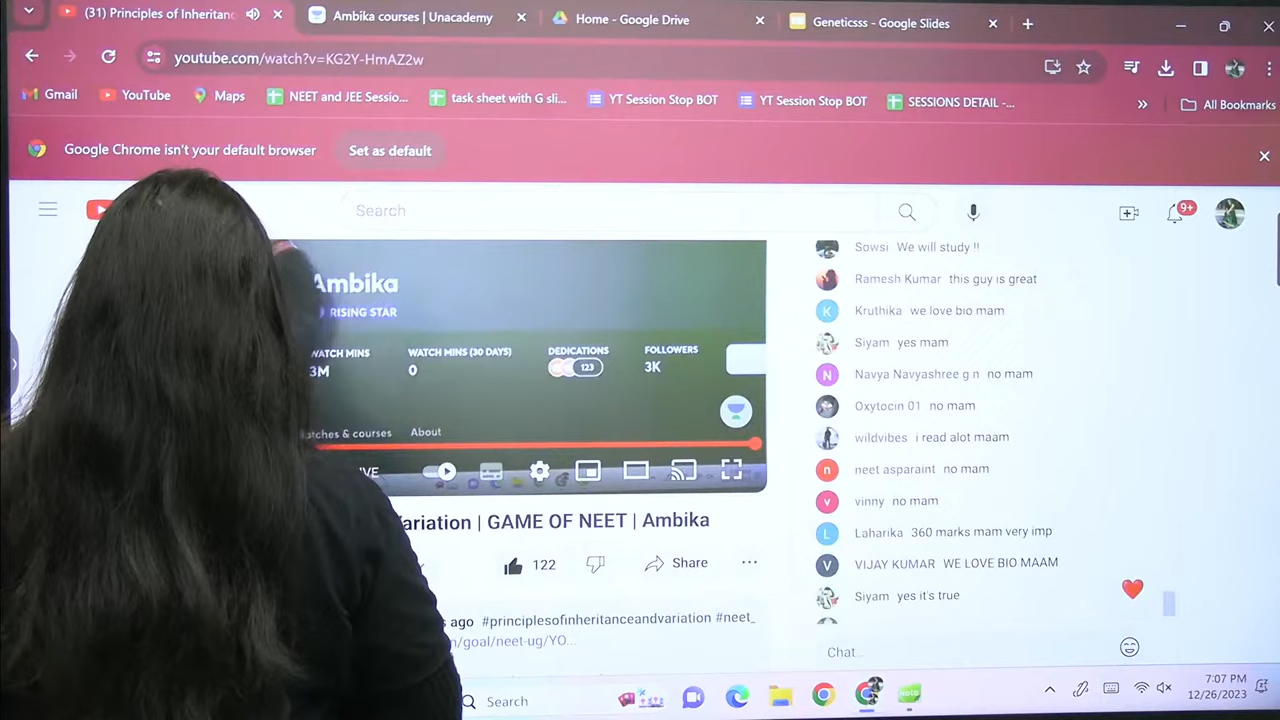 (31) Principles of Inheritanc
Ambika courses | Unacademy
Home - Google Drive
Geneticsss - Google Slides
youtube.com/watch?v=KG2Y-HmAZ2w
Gmail
YouTube
Maps
NEET and JEE Sessio...
task sheet with G sli...
YT Session Stop BOT
YT Session Stop BOT
SESSIONS DETAIL -...
All Bookmarks
Google Chrome isn't your default browser
Set as default
Search
9+
Ambika
RISING STAR
WATCH MINS
3M
WATCH MINS (30 DAYS)
0
DEDICATIONS
123
FOLLOWERS
3K
atches & courses
About
IVE
ariation | GAME OF NEET | Ambika
122
Share
s ago #principlesofinheritanceandvariation #neet_
n/goal/neet-ug/YO...
Sowsi We will study !!
Ramesh Kumar this guy is great
Kruthika we love bio mam
Siyam yes mam
N Navya Navyashree g n no mam
Oxytocin 01 no mam
wildvibes i read alot maam
n neet asparaint no mam
v vinny no mam
L Laharika 360 marks mam very imp
V VIJAY KUMAR WE LOVE BIO MAAM
Siyam yes it's true
Chat...
Search
7:07 PM
12/26/2023